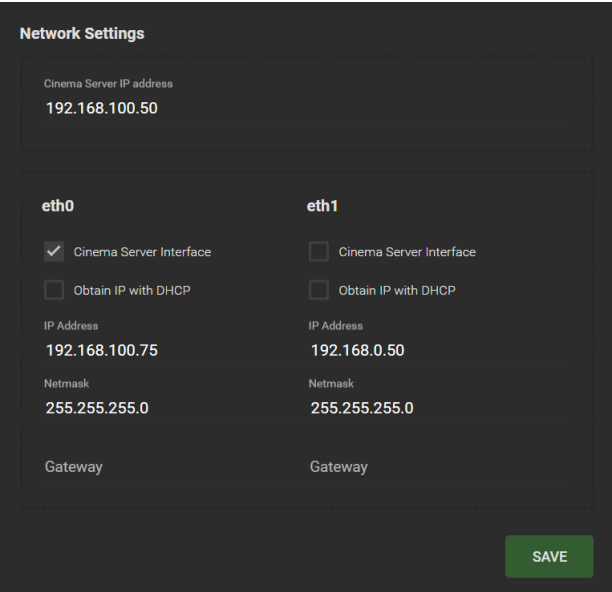 Network Settings
Cinema Server IP address
192.168.100.50
eth0
eth1
Cinema Server Interface
Cinema Server Interface
Obtain IP with DHCP
Obtain IP with DHCP
IP Address
IP Address
192.168.100.75
192.168.0.50
Netmask
Netmask
255.255.255.0
255.255.255.0
Gateway
Gateway
SAVE